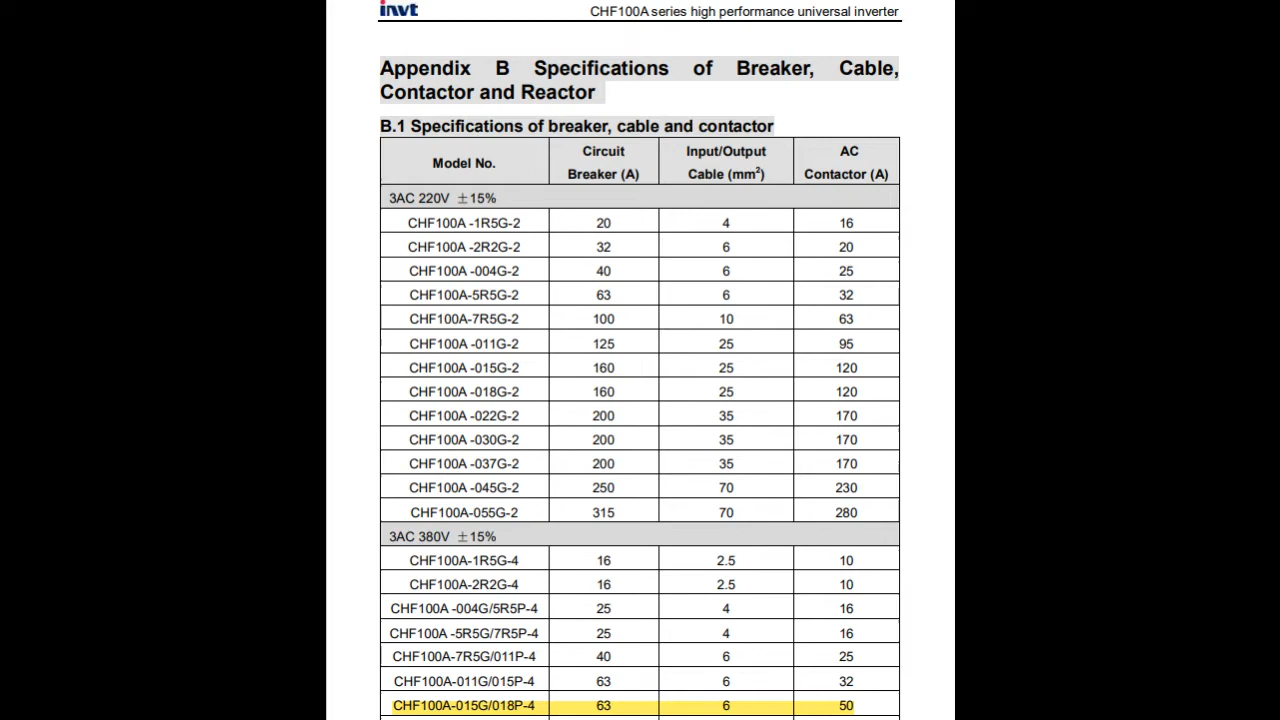 invt
CHF100A series high performance universal inverter
Appendix B Specifications of Breaker, Cable,
Contactor and Reactor
B.1 Specifications of breaker, cable and contactor
Model No. Circuit Breaker (A) Input/Output Cable (mm²) AC Contactor (A)
3AC 220V ±15%
CHF100A -1R5G-2 20 4 16
CHF100A -2R2G-2 32 6 20
CHF100A -004G-2 40 6 25
CHF100A-5R5G-2 63 6 32
CHF100A-7R5G-2 100 10 63
CHF100A -011G-2 125 25 95
CHF100A -015G-2 160 25 120
CHF100A -018G-2 160 25 120
CHF100A -022G-2 200 35 170
CHF100A -030G-2 200 35 170
CHF100A -037G-2 200 35 170
CHF100A -045G-2 250 70 230
CHF100A-055G-2 315 70 280
3AC 380V ±15%
CHF100A-1R5G-4 16 2.5 10
CHF100A-2R2G-4 16 2.5 10
CHF100A -004G/5R5P-4 25 4 16
CHF100A -5R5G/7R5P-4 25 4 16
CHF100A-7R5G/011P-4 40 6 25
CHF100A-011G/015P-4 63 6 32
CHF100A-015G/018P-4 63 6 50